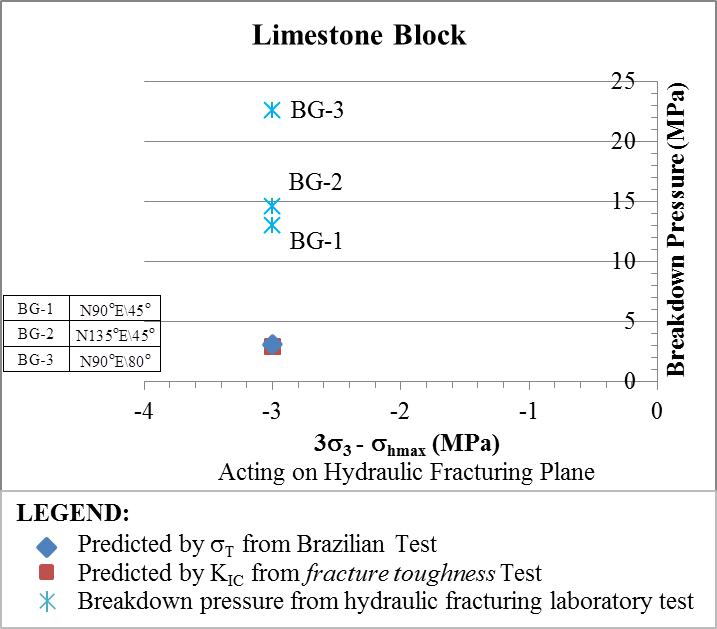 Limestone Block
25
BG-3
20
BG-2
15
BG-1
10
5
0
Breakdown Pressure (MPa)
BG-1 N90°E\45°
BG-2 N135°E\45°
BG-3 N90°E\80°
-4 -3 -2 -1 0
3σ3 - σhmax (MPa)
Acting on Hydraulic Fracturing Plane
LEGEND:
Predicted by σT from Brazilian Test
Predicted by KIC from fracture toughness Test
Breakdown pressure from hydraulic fracturing laboratory test